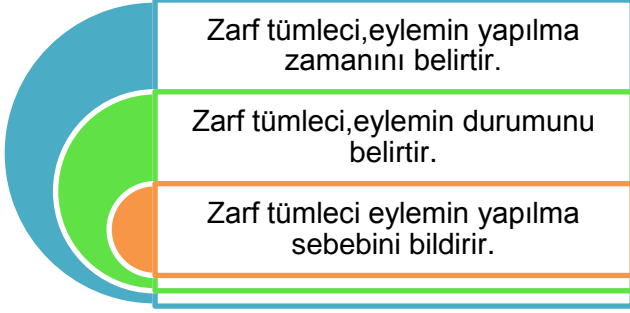 Zarf tümleci,eylemin yapılma
zamanını belirtir.
Zarf tümleci,eylemin durumunu
belirtir.
Zarf tümleci eylemin yapılma
sebebini bildirir.